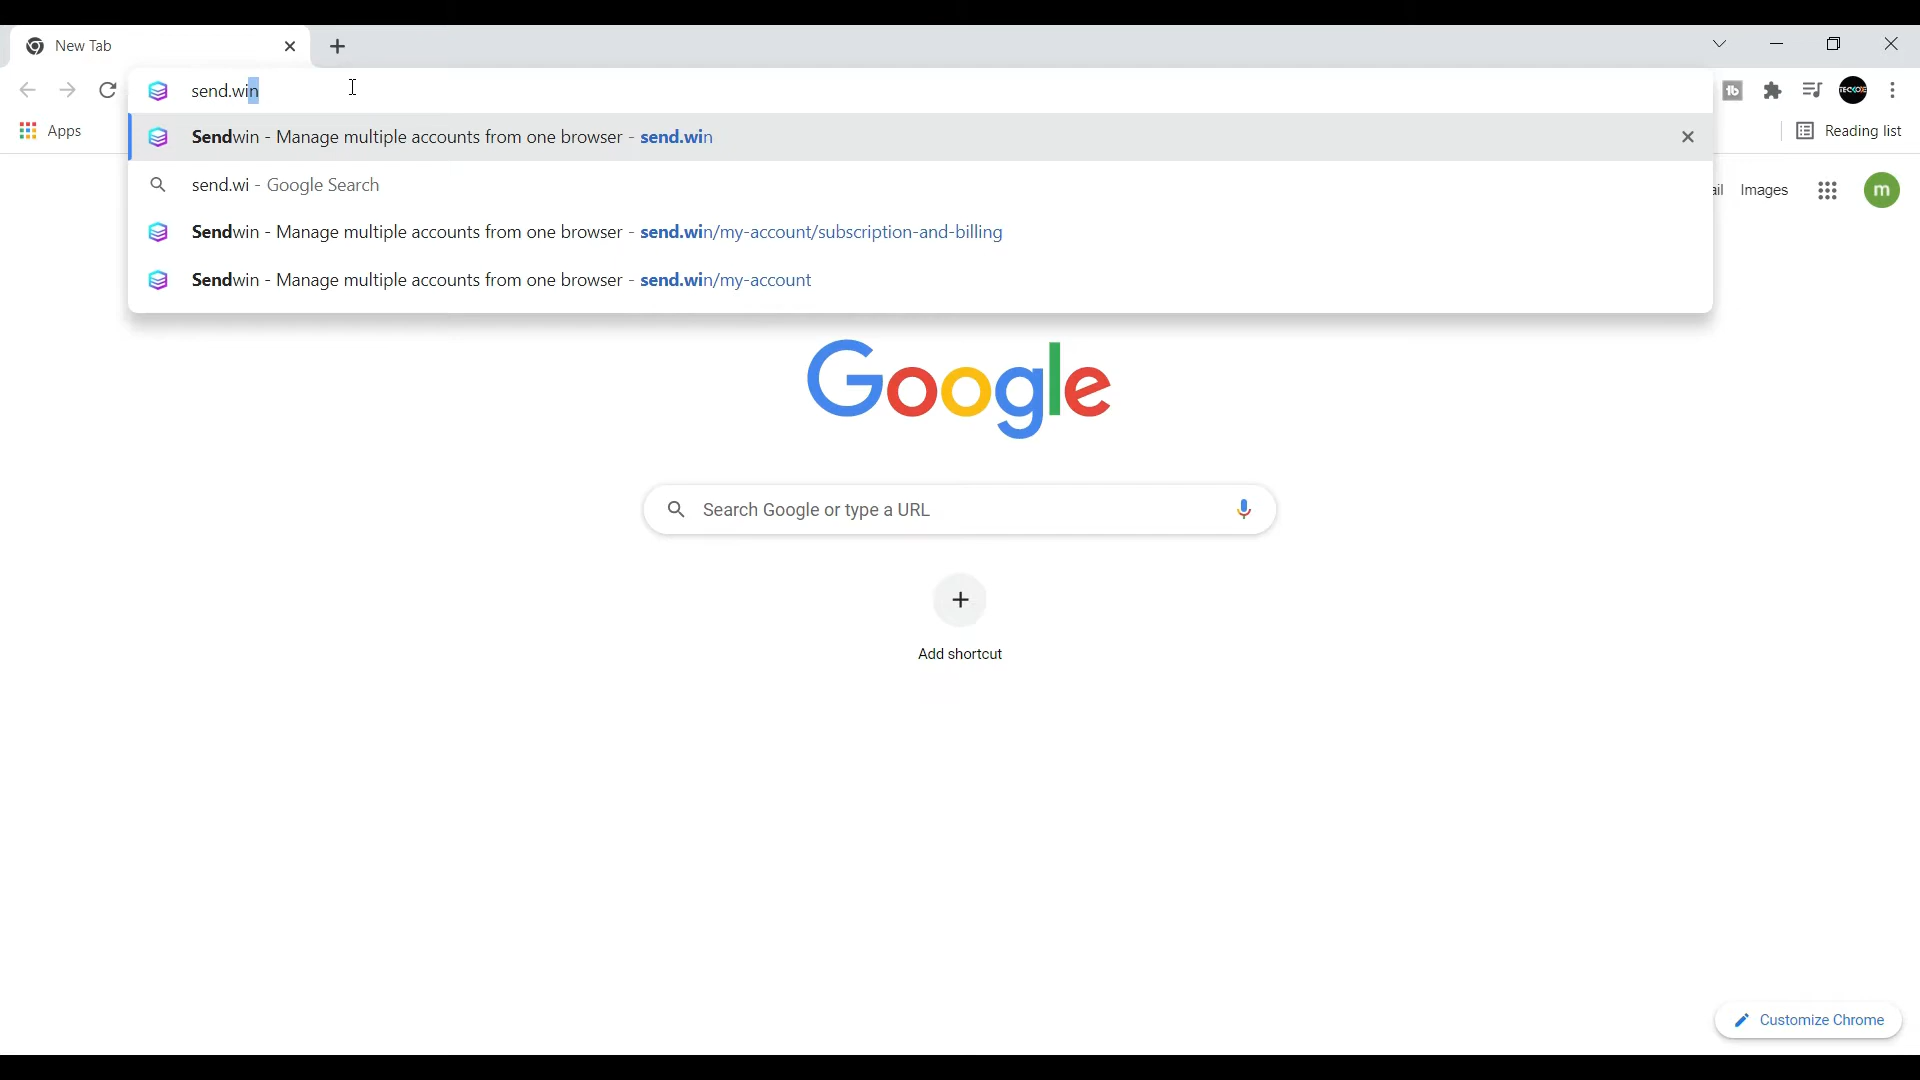 New Tab
send.win
Sendwin - Manage multiple accounts from one browser - send.win
Apps
Reading list
send.wi - Google Search
Images
m
Sendwin - Manage multiple accounts from one browser - send.win/my-account/subscription-and-billing
Sendwin - Manage multiple accounts from one browser - send.win/my-account
Google
Search Google or type a URL
Add shortcut
Customize Chrome